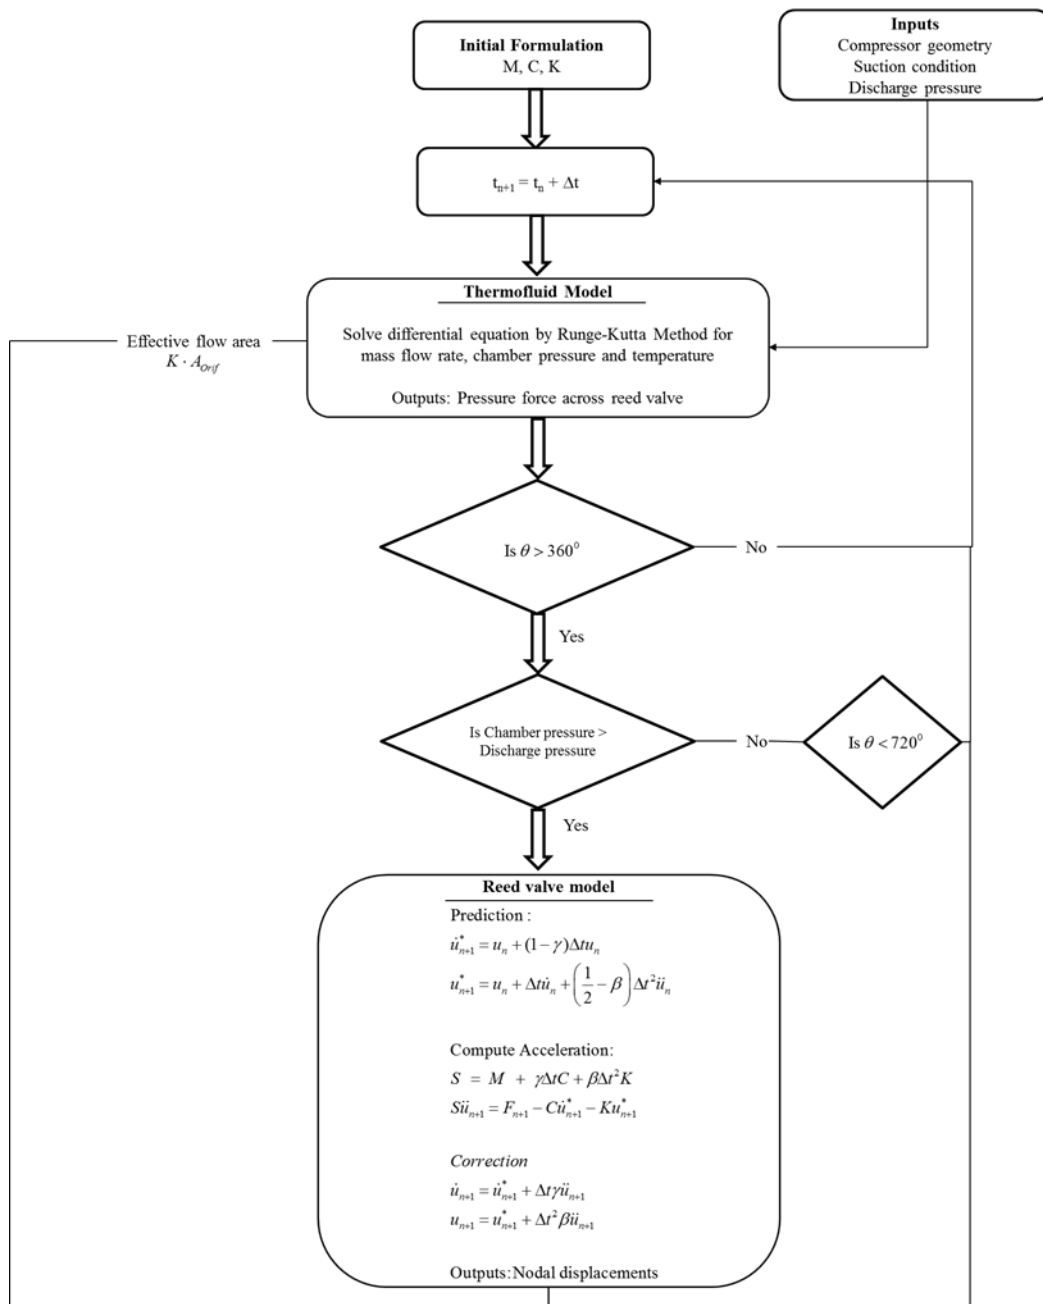 Initial Formulation
M, C, K
Inputs
Compressor geometry
Suction condition
Discharge pressure
tₙ₊₁ = tₙ + Δt
Thermofluid Model
Solve differential equation by Runge-Kutta Method for
mass flow rate, chamber pressure and temperature
Outputs: Pressure force across reed valve
Effective flow area
K · A_Orif
Is θ > 360⁰
No
Yes
Is Chamber pressure >
Discharge pressure
No
Is θ < 720⁰
Yes
Reed valve model
Prediction :
u̇*ₙ₊₁ = uₙ + (1 − γ)Δtuₙ
u*ₙ₊₁ = uₙ + Δtu̇ₙ + (1/2 − β)Δt²üₙ
Compute Acceleration:
S = M + γΔtC + βΔt²K
Süₙ₊₁ = Fₙ₊₁ − Cu̇*ₙ₊₁ − Ku*ₙ₊₁
Correction
u̇ₙ₊₁ = u̇*ₙ₊₁ + Δtγüₙ₊₁
uₙ₊₁ = u*ₙ₊₁ + Δt²βüₙ₊₁
Outputs:Nodal displacements